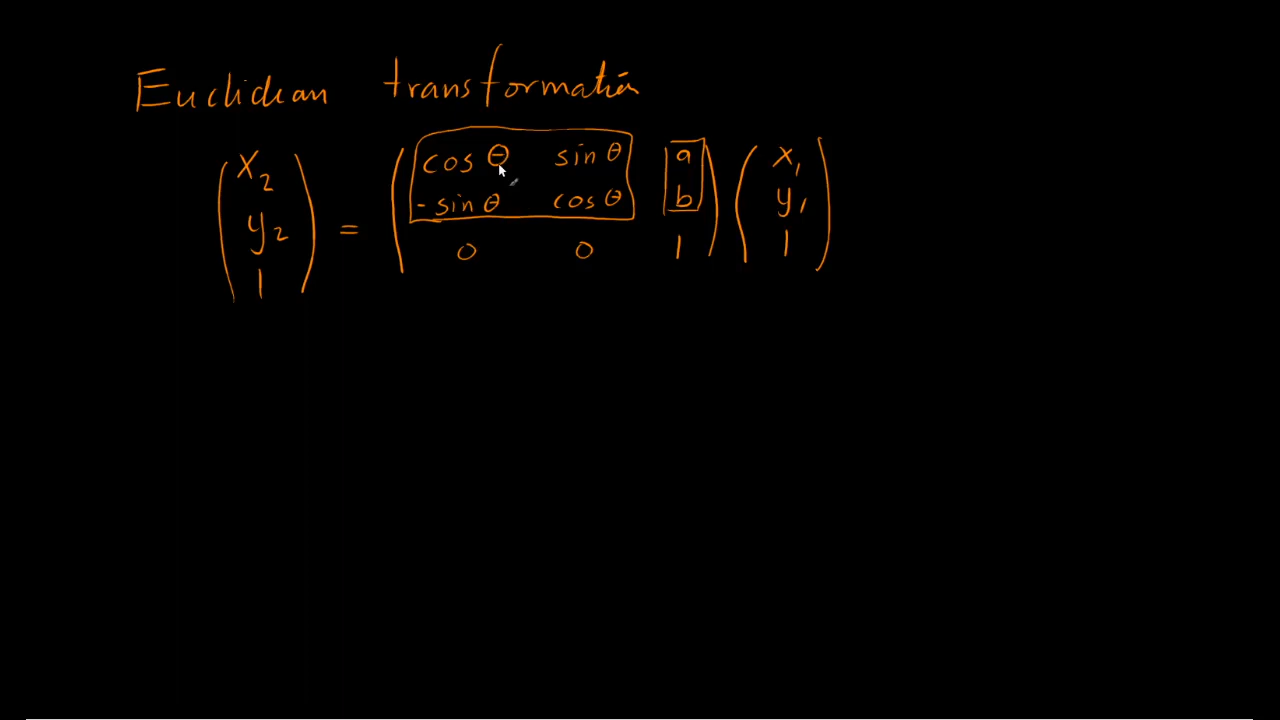 Euclidean transformation
(x₂ y₂ 1) = (cos θ sin θ a
-sin θ cos θ b
0 0 1) (x₁ y₁ 1)